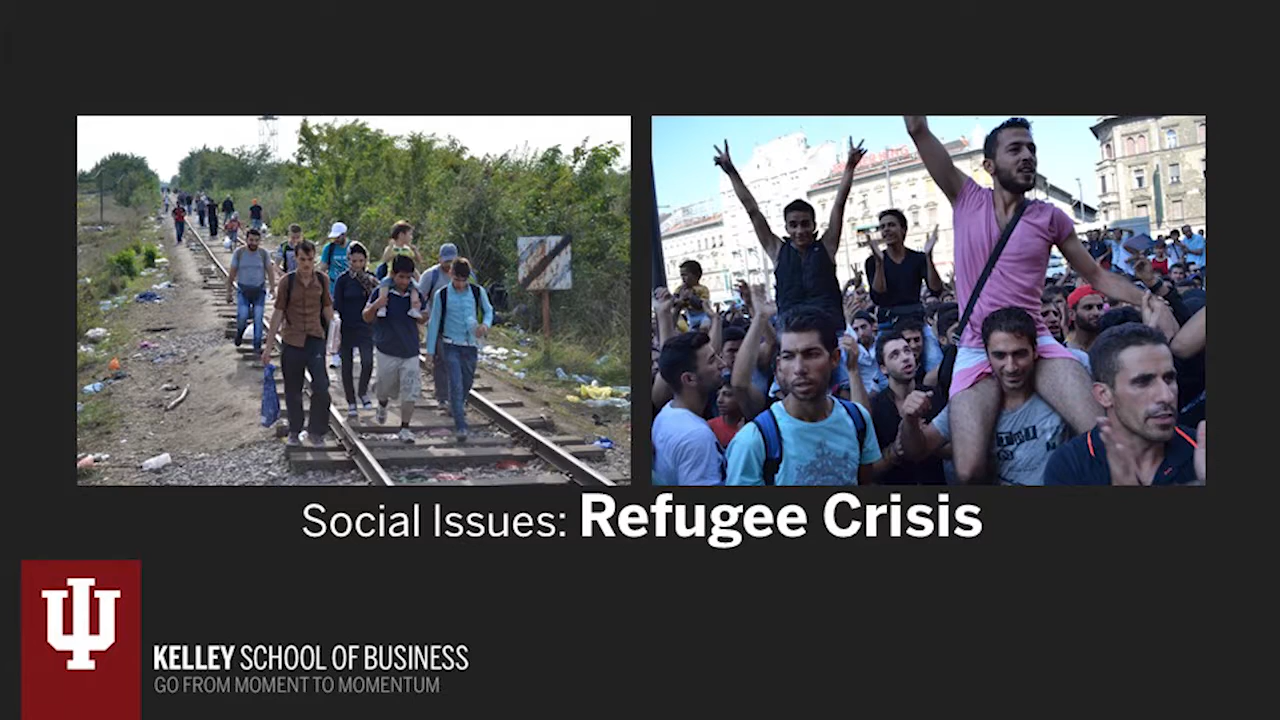 Social Issues: Refugee Crisis
KELLEY SCHOOL OF BUSINESS
GO FROM MOMENT TO MOMENTUM